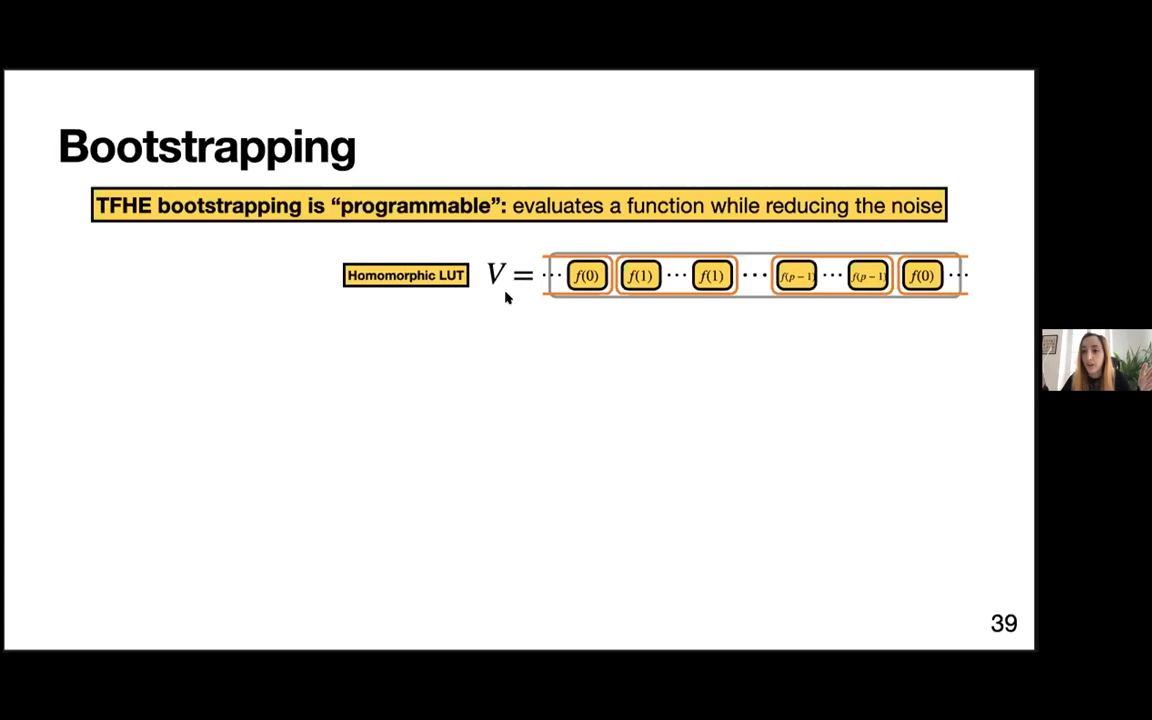 Bootstrapping
TFHE bootstrapping is “programmable”: evaluates a function while reducing the noise
Homomorphic LUT V = ··· f(0) f(1) ··· f(1) ··· f(p − 1) ··· f(p − 1) f(0) ···
39